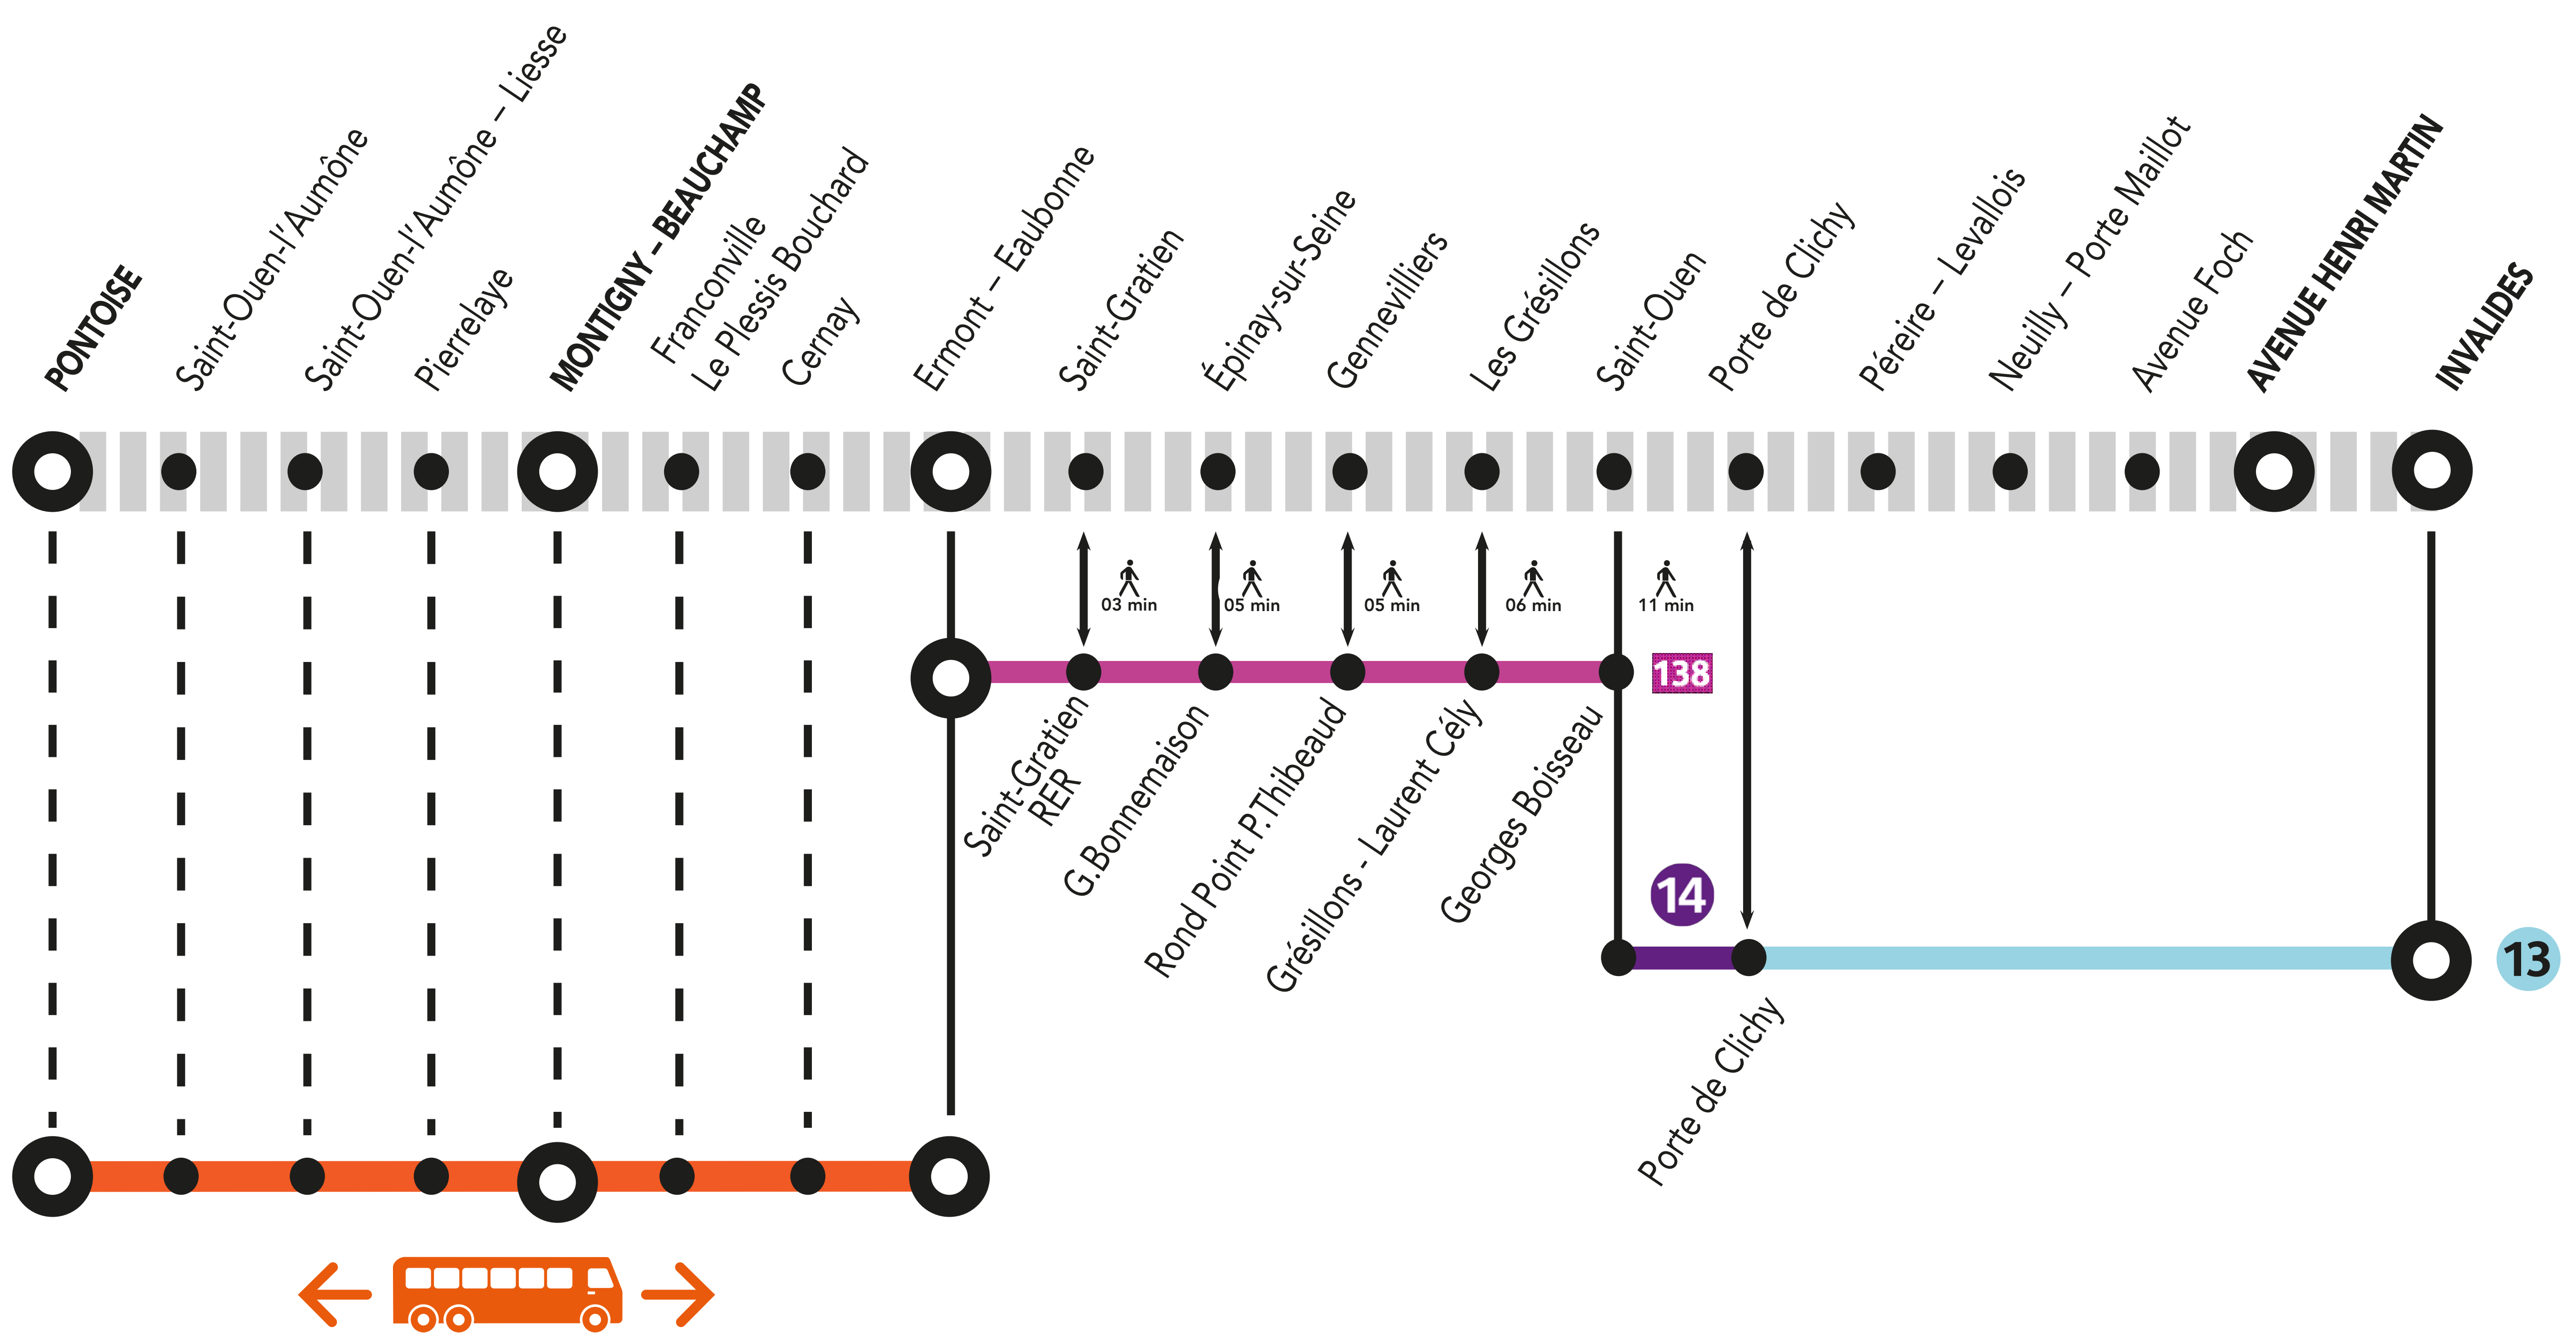 PONTOISE
Saint-Ouen-l'Aumône
Saint-Ouen-l'Aumône – Liesse
Pierrelaye
MONTIGNY – BEAUCHAMP
Franconville
Le Plessis Bouchard
Cernay
Ermont – Eaubonne
Saint-Gratien
Épinay-sur-Seine
Gennevilliers
Les Grésillons
Saint-Ouen
Porte de Clichy
Péreire – Levallois
Neuilly – Porte Maillot
Avenue Foch
AVENUE HENRI MARTIN
INVALIDES
03 min
05 min
05 min
06 min
11 min
138
Saint-Gratien
RER
G.Bonnemaison
Rond Point P.Thibeaud
Grésillons - Laurent Cély
Georges Boisseau
14
13
Porte de Clichy